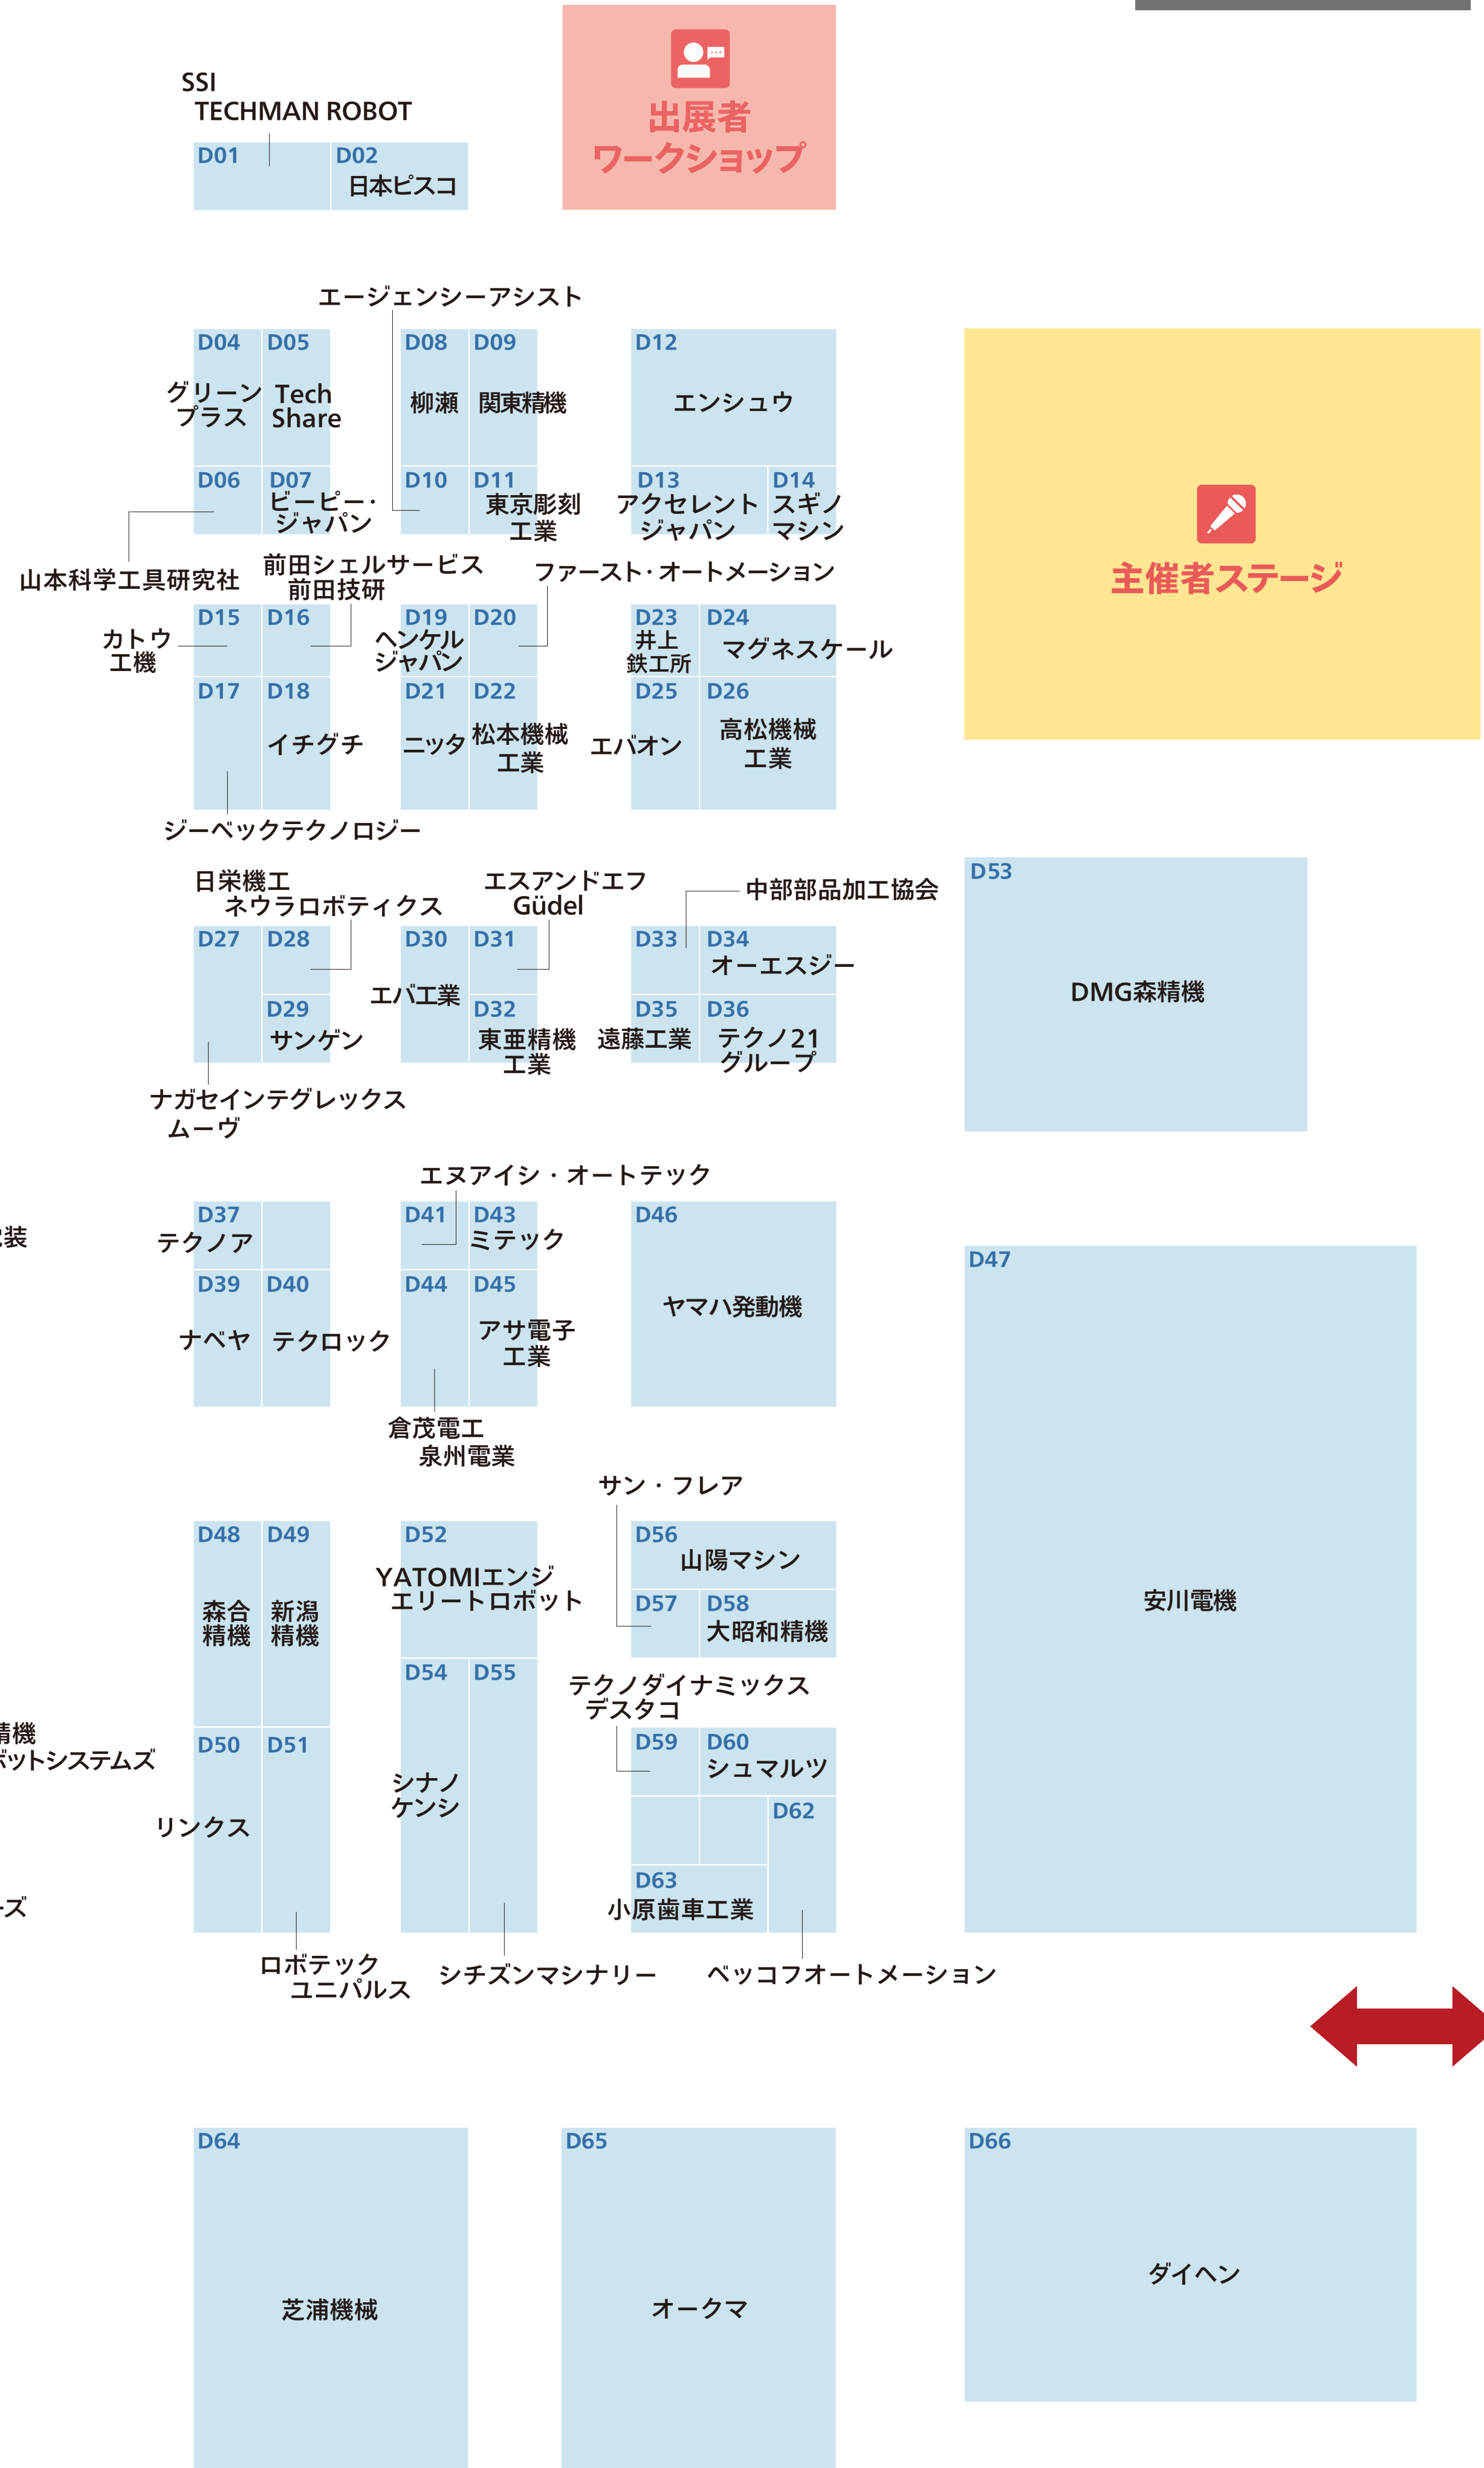 SSI
TECHMAN ROBOT
D01
D02
日本ピスコ
出展者
ワークショップ
エージェンシーアシスト
D04
グリーン
プラス
D05
Tech
Share
D08
柳瀬
D09
関東精機
D12
エンシュウ
D06
D07
ビーピー・
ジャパン
D10
D11
東京彫刻
工業
D13
アクセレント
ジャパン
D14
スギノ
マシン
主催者ステージ
山本科学工具研究社
前田シェルサービス
前田技研
ファースト・オートメーション
カトウ
工機
D15
D16
D19
ヘンケル
ジャパン
D20
D23
井上
鉄工所
D24
マグネスケール
D17
D18
イチグチ
D21
ニッタ
D22
松本機械
工業
D25
エバオン
D26
高松機械
工業
ジーベックテクノロジー
日栄機工
ネウラロボティクス
エスアンドエフ
Güdel
中部部品加工協会
D53
DMG森精機
D27
D28
D30
エバ工業
D31
D33
D34
オーエスジー
D29
サンゲン
D32
東亜精機
工業
D35
遠藤工業
D36
テクノ21
グループ
ナガセインテグレックス
ムーヴ
エヌアイシ・オートテック
装
D37
テクノア
D41
D43
ミテック
D46
ヤマハ発動機
D47
安川電機
D39
ナベヤ
D40
テクロック
D44
D45
アサ電子
工業
倉茂電工
泉州電業
サン・フレア
D48
森合
精機
D49
新潟
精機
D52
YATOMIエンジ
エリートロボット
D56
山陽マシン
D57
D58
大昭和精機
D54
シナノ
ケンシ
D55
テクノダイナミックス
デスタコ
精機
ボットシステムズ
D50
リンクス
D51
D59
D60
シュマルツ
D62
D63
小原歯車工業
ーズ
ロボテック
ユニパルス
シチズンマシナリー
ベッコフオートメーション
D64
芝浦機械
D65
オークマ
D66
ダイヘン